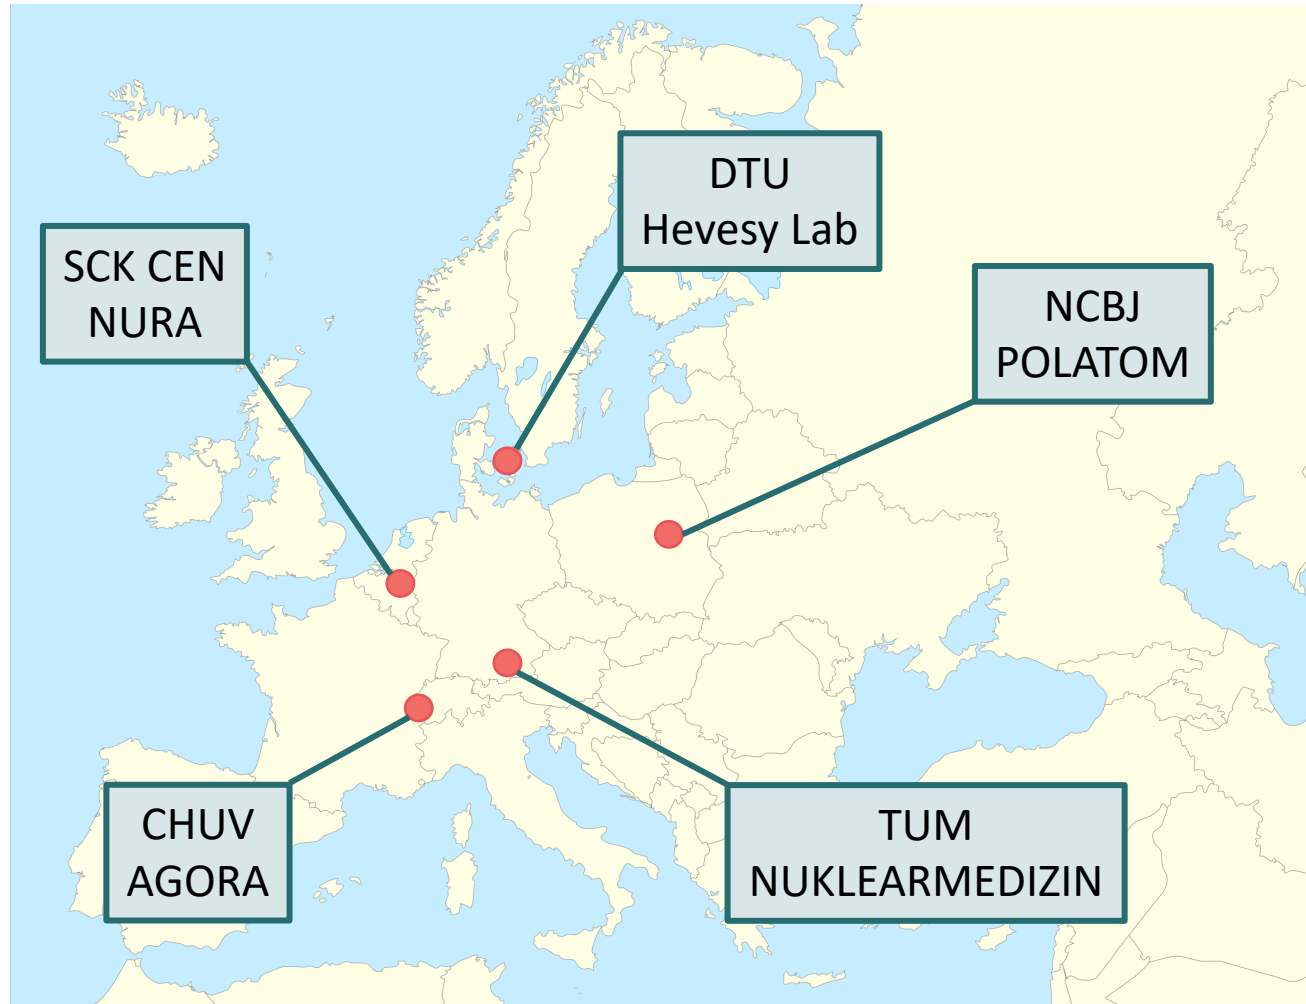 DTU
Hevesy Lab
SCK CEN
NURA
NCBJ
POLATOM
CHUV
AGORA
TUM
NUKLEARMEDIZIN